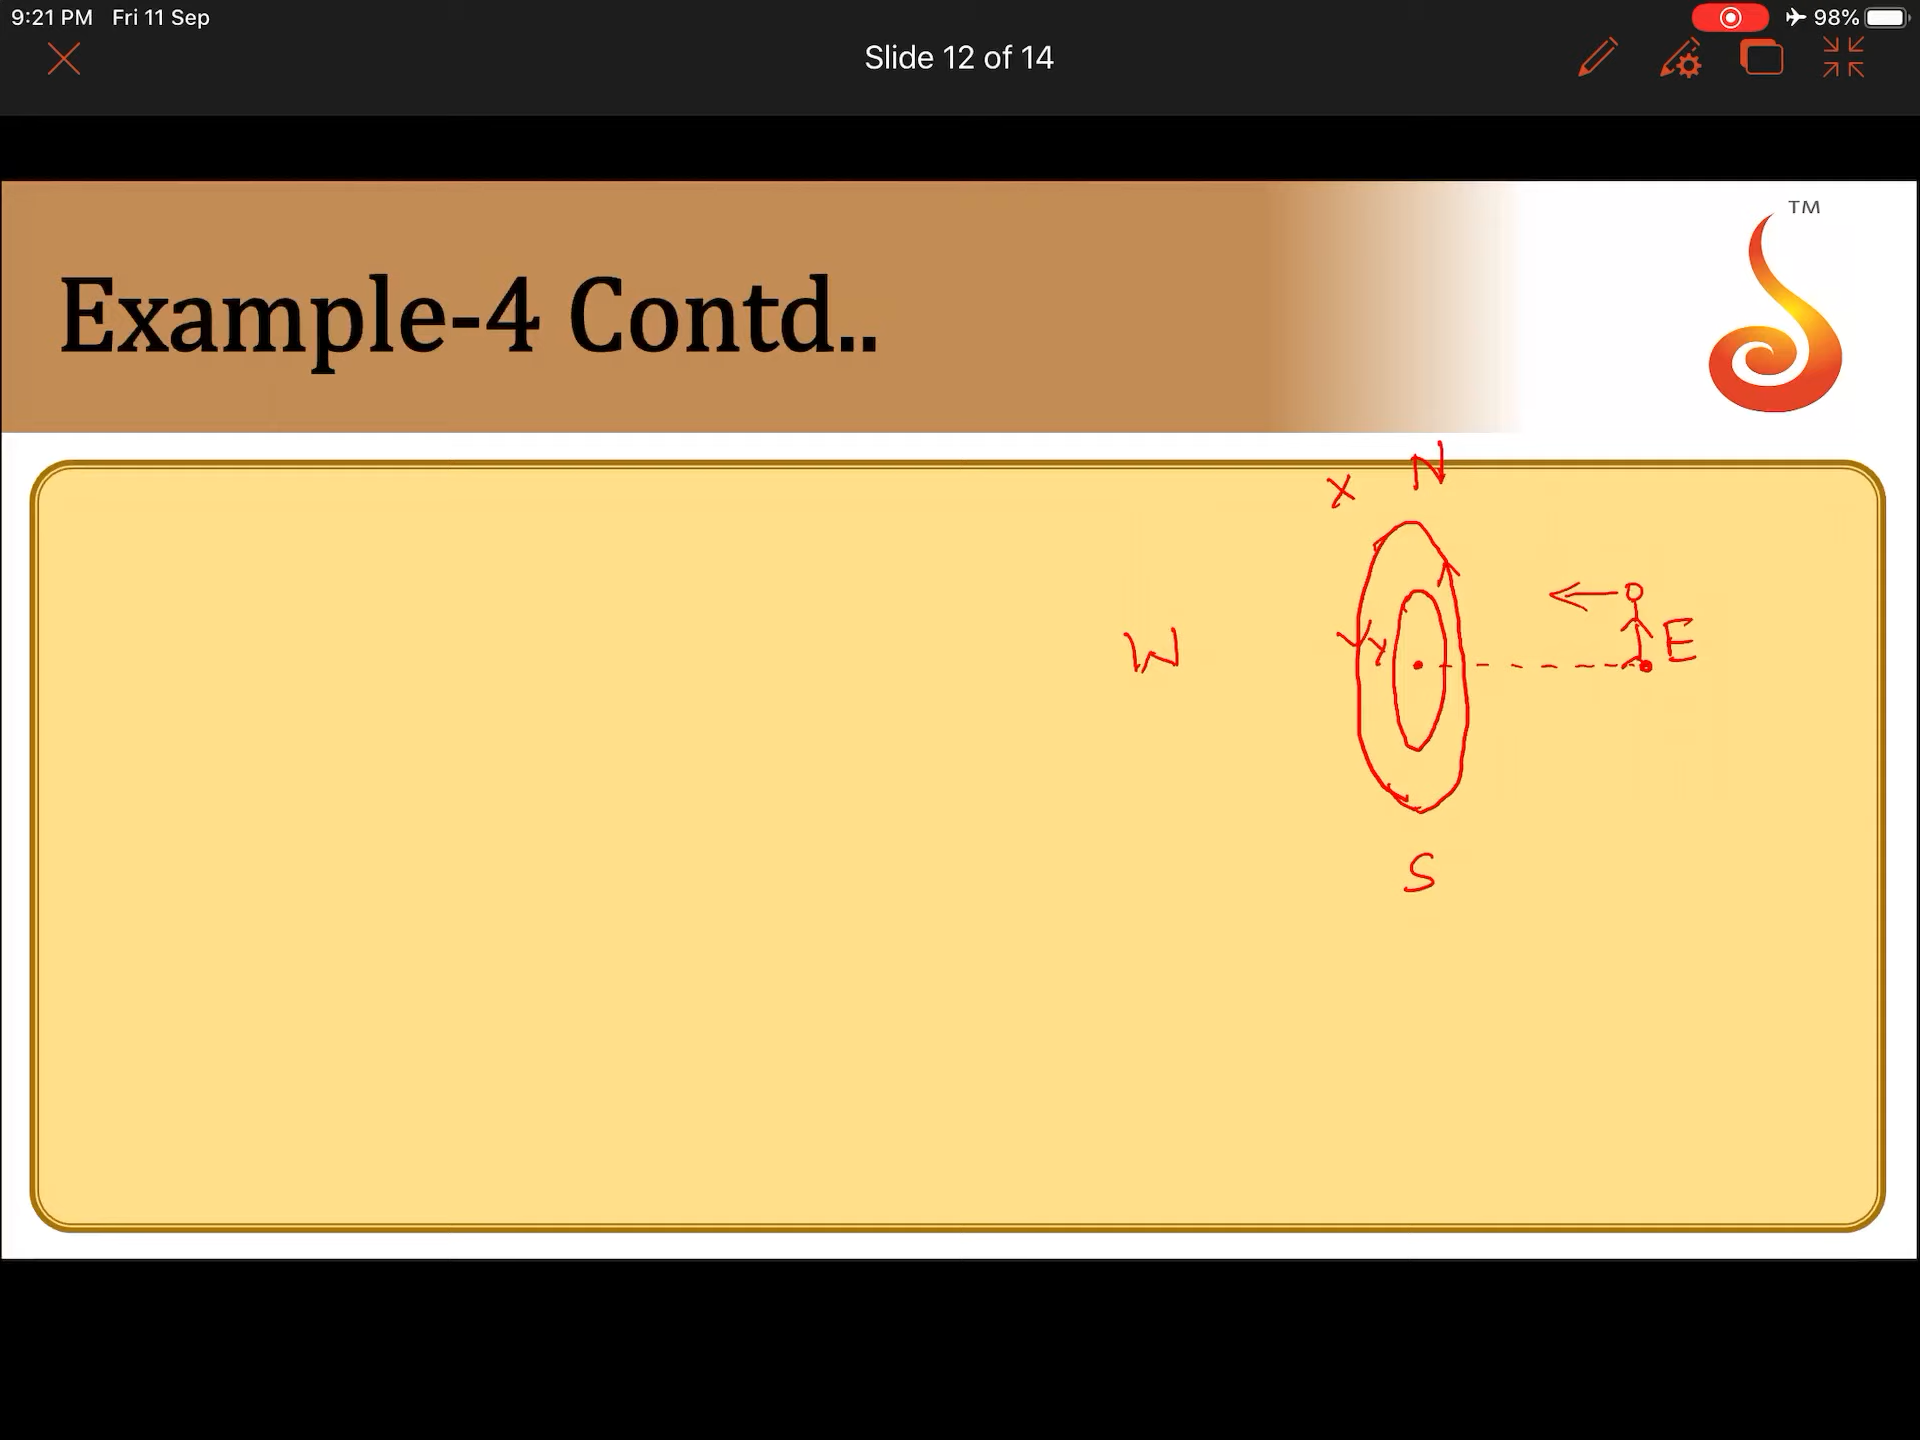 9:21 PM Fri 11 Sep
98%
Slide 12 of 14
TM
Example-4 Contd..
X N
W
Y
E
S